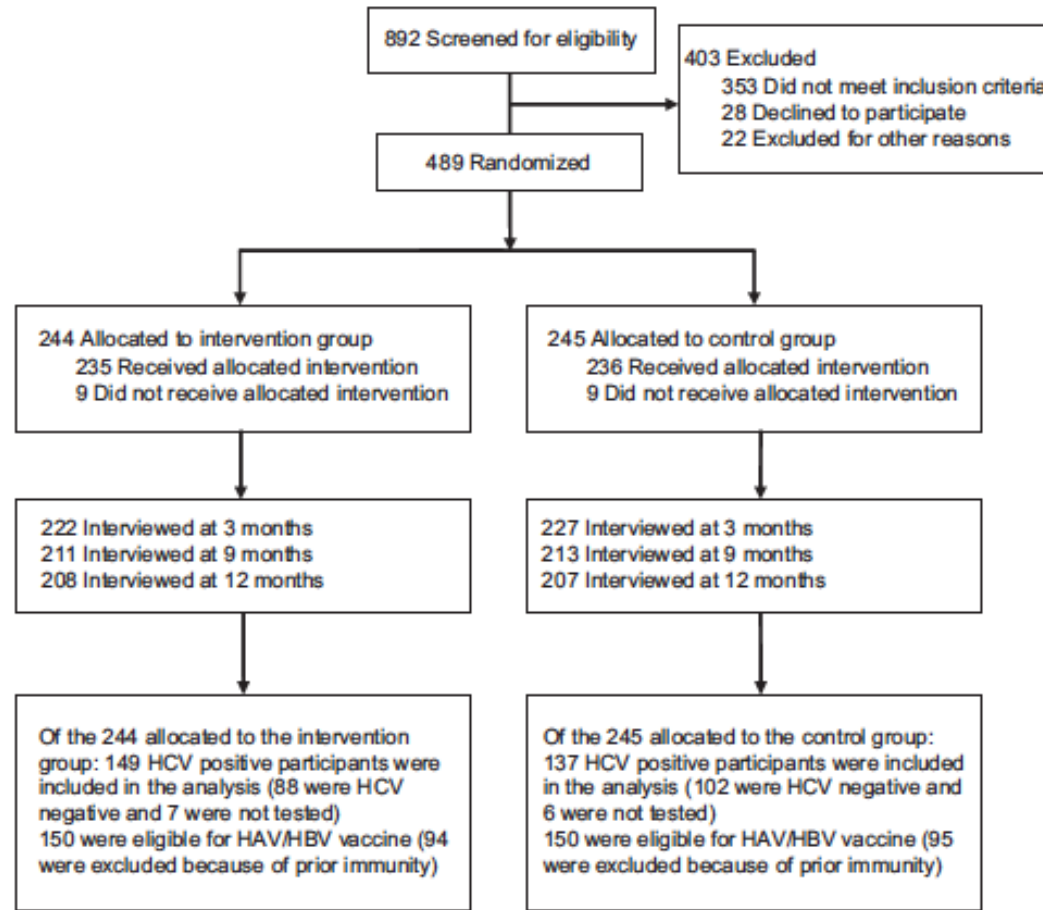 892 Screened for eligibility
403 Excluded
353 Did not meet inclusion criteria
28 Declined to participate
22 Excluded for other reasons
489 Randomized
244 Allocated to intervention group
235 Received allocated intervention
9 Did not receive allocated intervention
245 Allocated to control group
236 Received allocated intervention
9 Did not receive allocated intervention
222 Interviewed at 3 months
211 Interviewed at 9 months
208 Interviewed at 12 months
227 Interviewed at 3 months
213 Interviewed at 9 months
207 Interviewed at 12 months
Of the 244 allocated to the intervention
group: 149 HCV positive participants were
included in the analysis (88 were HCV
negative and 7 were not tested)
150 were eligible for HAV/HBV vaccine (94
were excluded because of prior immunity)
Of the 245 allocated to the control group:
137 HCV positive participants were included
in the analysis (102 were HCV negative and
6 were not tested)
150 were eligible for HAV/HBV vaccine (95
were excluded because of prior immunity)